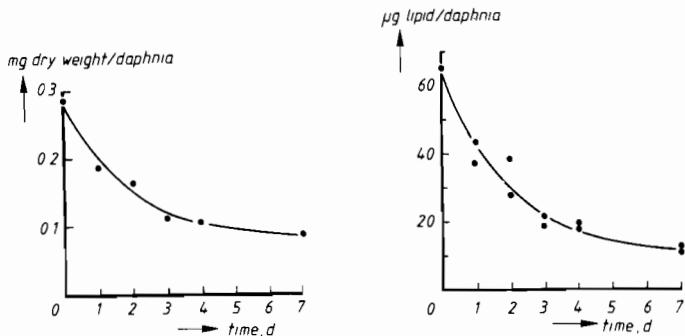 mg dry weight/daphnia
0 3
0 2
0 1
0 1 2 3 4 5 6 7
time, d
µg lipid/daphnia
60
40
20
0 1 2 3 4 5 6 7
time, d